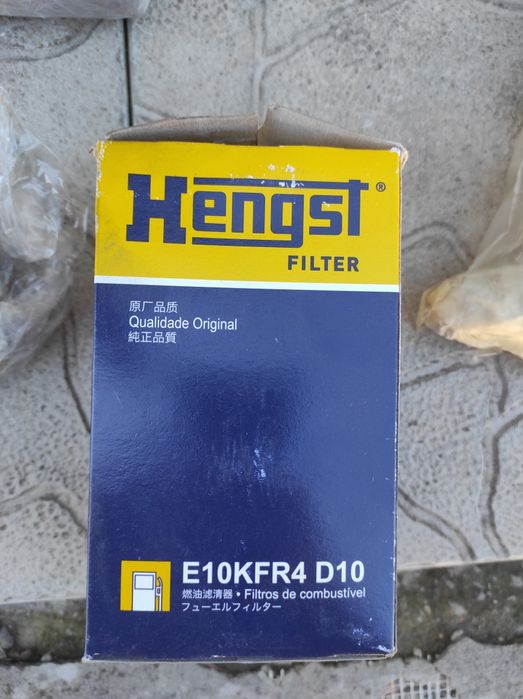 Hengst®
FILTER
原厂品质
Qualidade Original
純正品質
E10KFR4 D10
燃油滤清器 • Filtros de combustível
フューエルフィルター